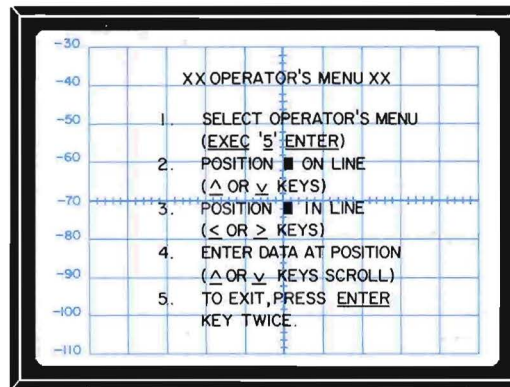 -30
-40
XX OPERATOR'S MENU XX
-50
1. SELECT OPERATOR'S MENU
(EXEC '5' ENTER)
-60
2. POSITION ■ ON LINE
(^ OR v KEYS)
-70
3. POSITION ■ IN LINE
(< OR > KEYS)
-80
4. ENTER DATA AT POSITION
-90
(^ OR v KEYS SCROLL)
5. TO EXIT, PRESS ENTER
-100
KEY TWICE.
-110